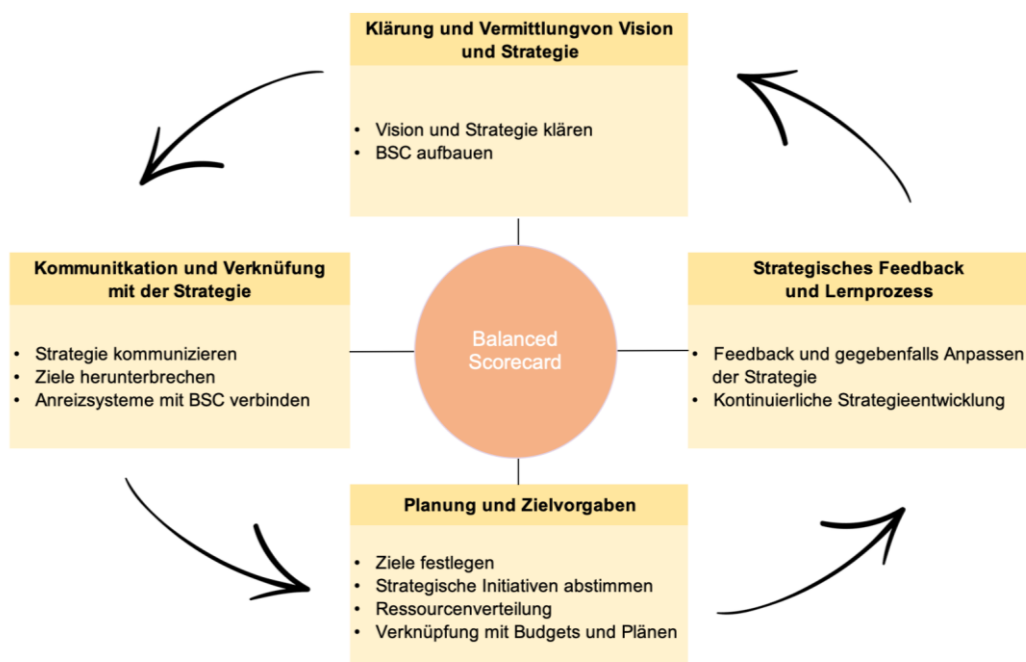 Klärung und Vermittlungvon Vision
und Strategie
• Vision und Strategie klären
• BSC aufbauen
Kommunitkation und Verknüfung
mit der Strategie
• Strategie kommunizieren
• Ziele herunterbrechen
• Anreizsysteme mit BSC verbinden
Balanced
Scorecard
Strategisches Feedback
und Lernprozess
• Feedback und gegebenfalls Anpassen
der Strategie
• Kontinuierliche Strategieentwicklung
Planung und Zielvorgaben
• Ziele festlegen
• Strategische Initiativen abstimmen
• Ressourcenverteilung
• Verknüpfung mit Budgets und Plänen